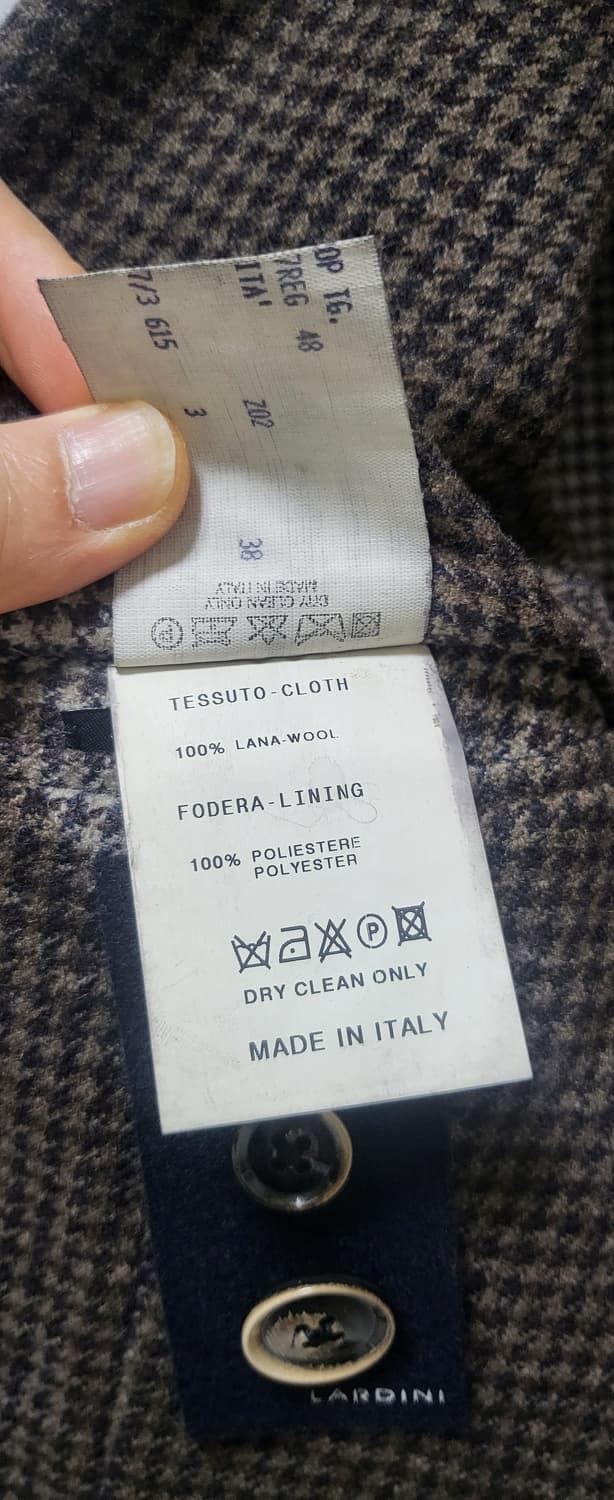 OP TG.
7REG 48
ITA' 702 38
7/3 615 3
DRY CLEAN ONLY
MADE IN ITALY
TESSUTO-CLOTH
100% LANA-WOOL
FODERA-LINING
100% POLIESTERE
POLYESTER
P
DRY CLEAN ONLY
MADE IN ITALY
LARDINI